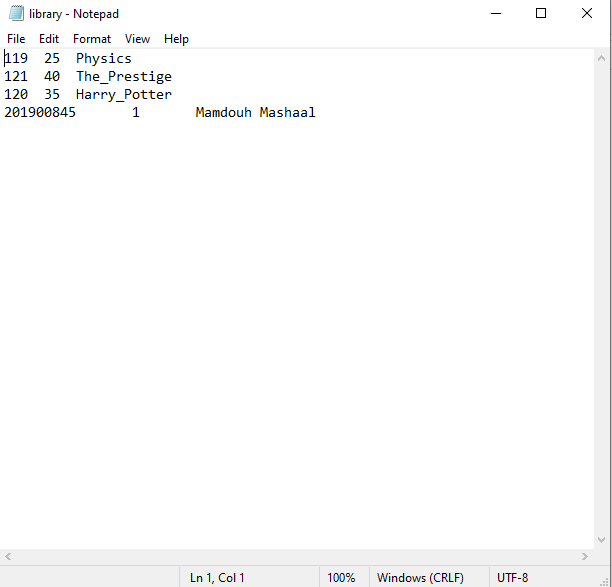 library - Notepad
File Edit Format View Help
119  25  Physics
121  40  The_Prestige
120  35  Harry_Potter
201900845       1       Mamdouh Mashaal
Ln 1, Col 1 100% Windows (CRLF) UTF-8